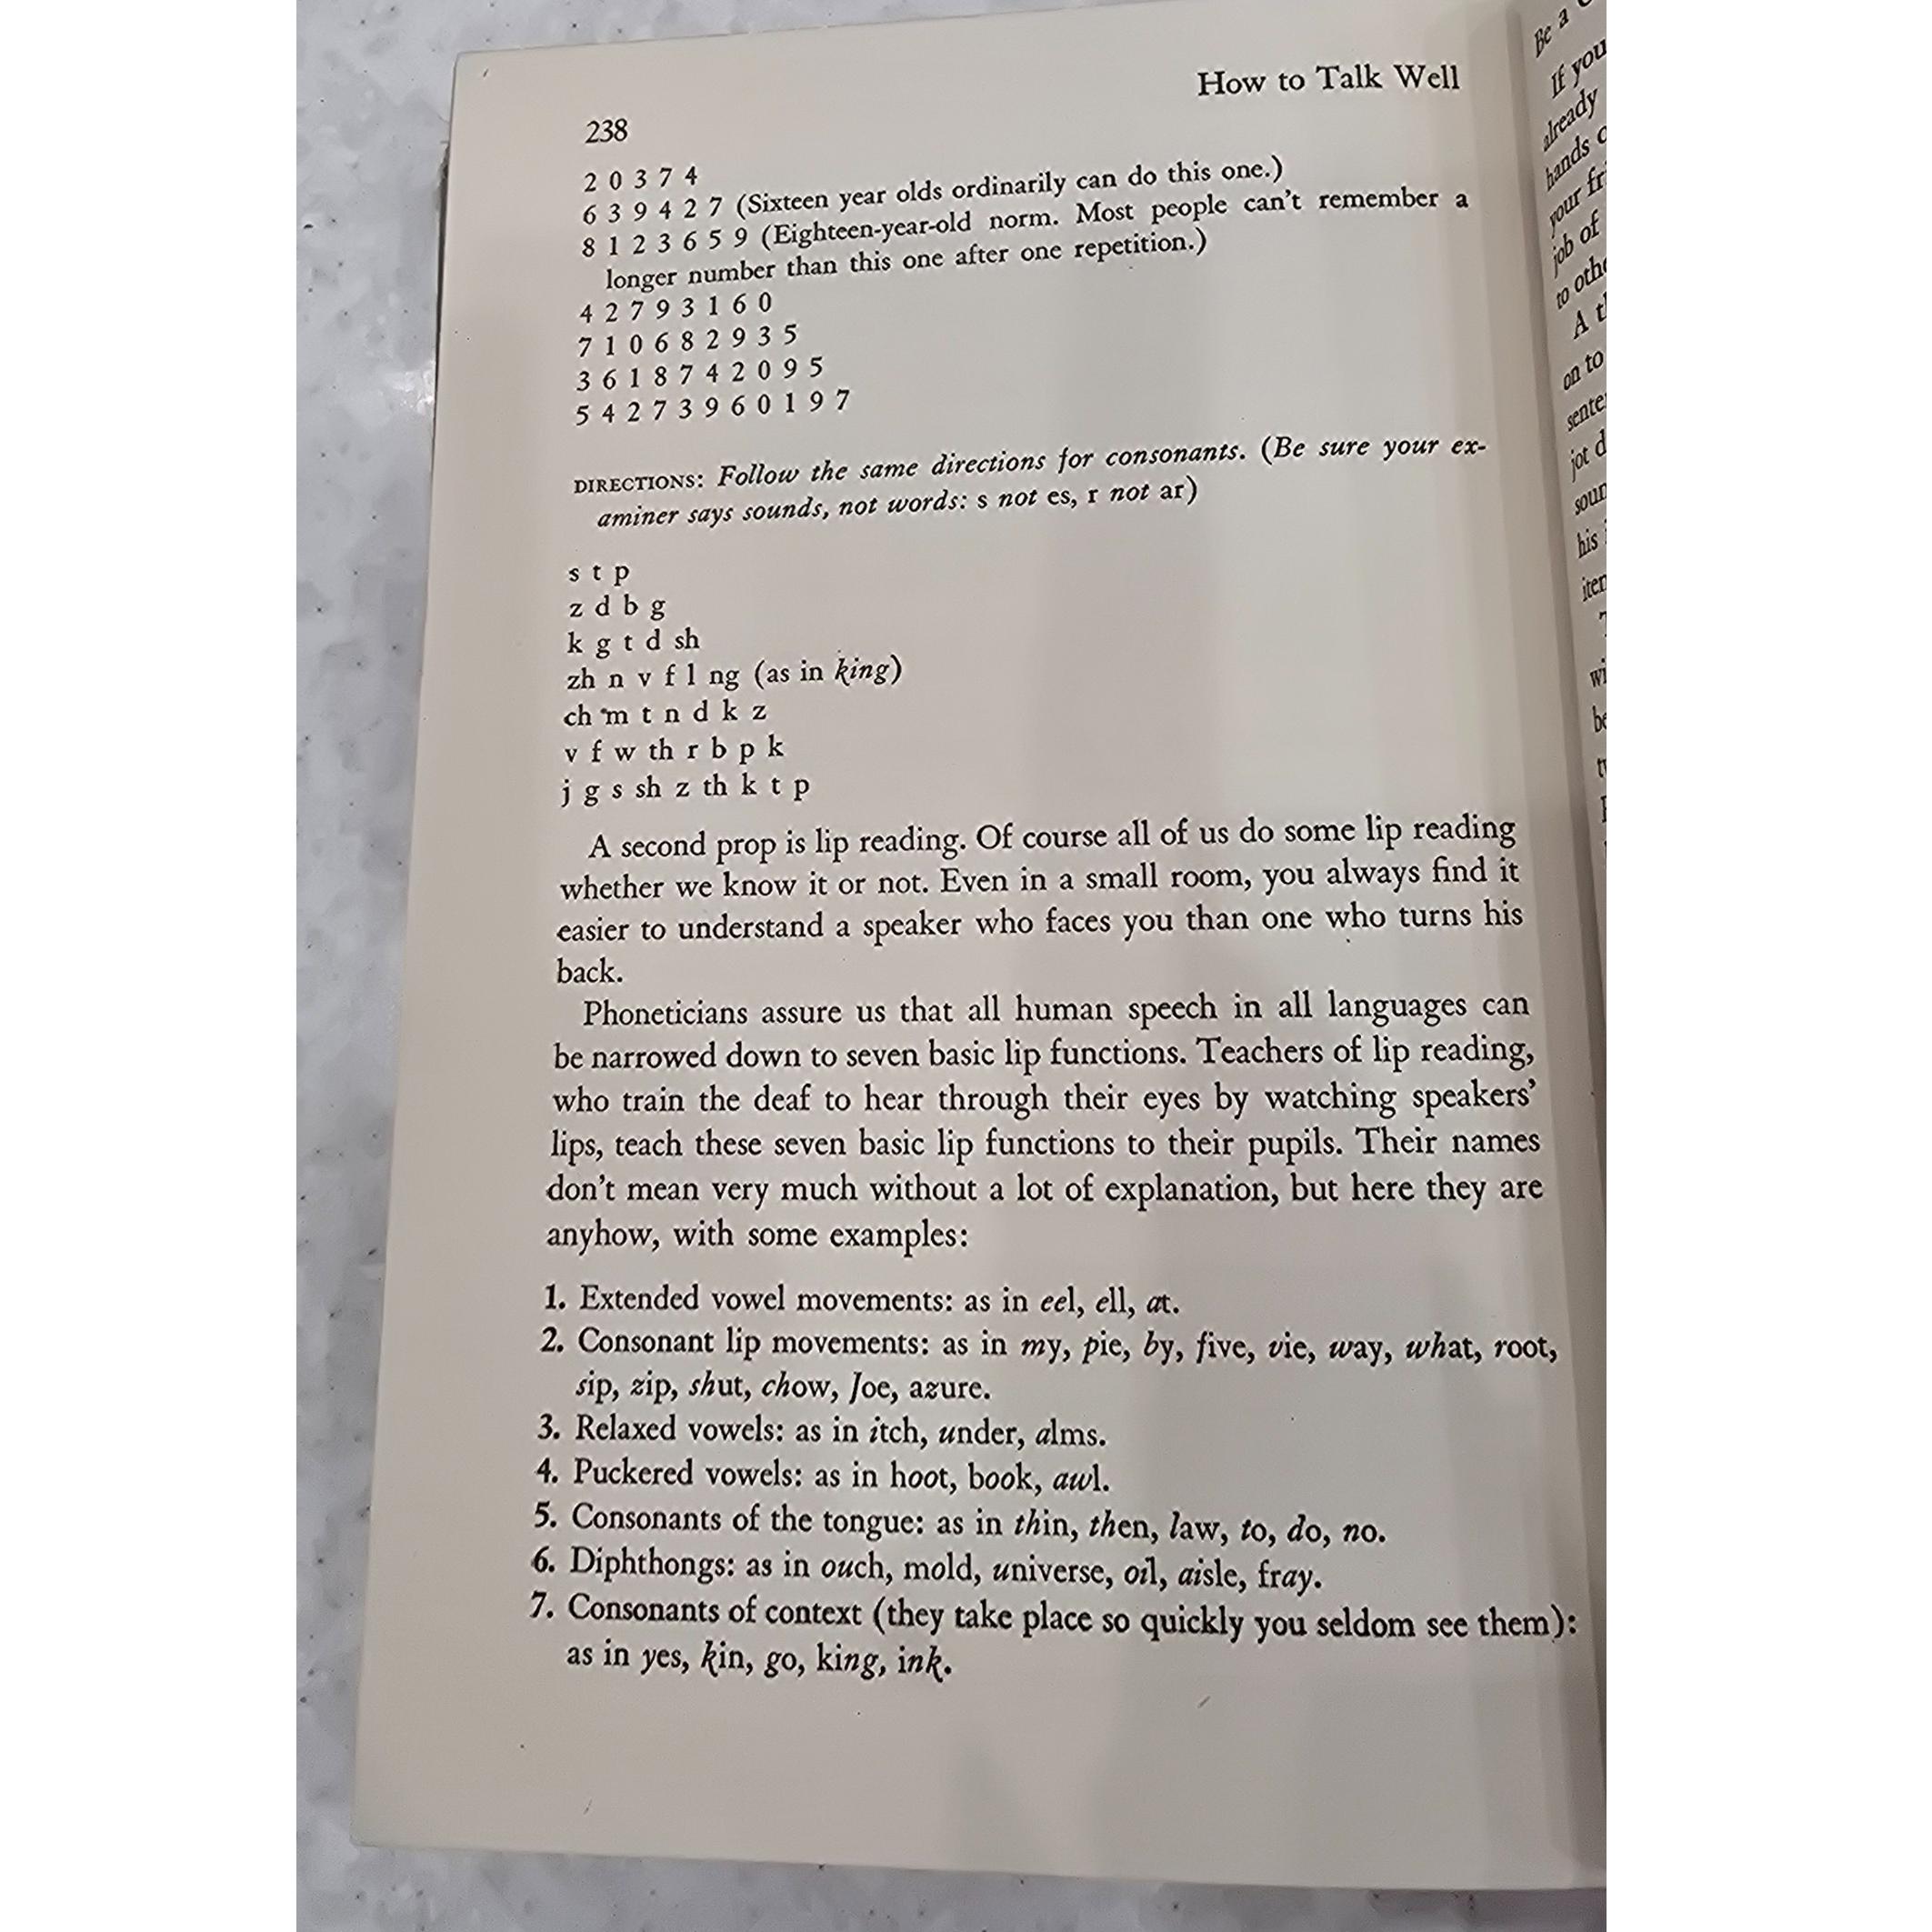 How to Talk Well
238
2 0 3 7 4
6 3 9 4 2 7 (Sixteen year olds ordinarily can do this one.)
8 1 2 3 6 5 9 (Eighteen-year-old norm. Most people can't remember a
longer number than this one after one repetition.)
4 2 7 9 3 1 6 0
7 1 0 6 8 2 9 3 5
3 6 1 8 7 4 2 0 9 5
5 4 2 7 3 9 6 0 1 9 7
DIRECTIONS: Follow the same directions for consonants. (Be sure your ex-
aminer says sounds, not words: s not es, r not ar)
s t p
z d b g
k g t d sh
zh n v f l ng (as in king)
ch m t n d k z
v f w th r b p k
j g s sh z th k t p
A second prop is lip reading. Of course all of us do some lip reading
whether we know it or not. Even in a small room, you always find it
easier to understand a speaker who faces you than one who turns his
back.
Phoneticians assure us that all human speech in all languages can
be narrowed down to seven basic lip functions. Teachers of lip reading,
who train the deaf to hear through their eyes by watching speakers'
lips, teach these seven basic lip functions to their pupils. Their names
don't mean very much without a lot of explanation, but here they are
anyhow, with some examples:
1. Extended vowel movements: as in eel, ell, at.
2. Consonant lip movements: as in my, pie, by, five, vie, way, what, root,
sip, zip, shut, chow, Joe, azure.
3. Relaxed vowels: as in itch, under, alms.
4. Puckered vowels: as in hoot, book, awl.
5. Consonants of the tongue: as in thin, then, law, to, do, no.
6. Diphthongs: as in ouch, mold, universe, oil, aisle, fray.
7. Consonants of context (they take place so quickly you seldom see them):
as in yes, kin, go, king, ink.
Be a
If you
already
hands
your
job of
to
A
on to
jot
his